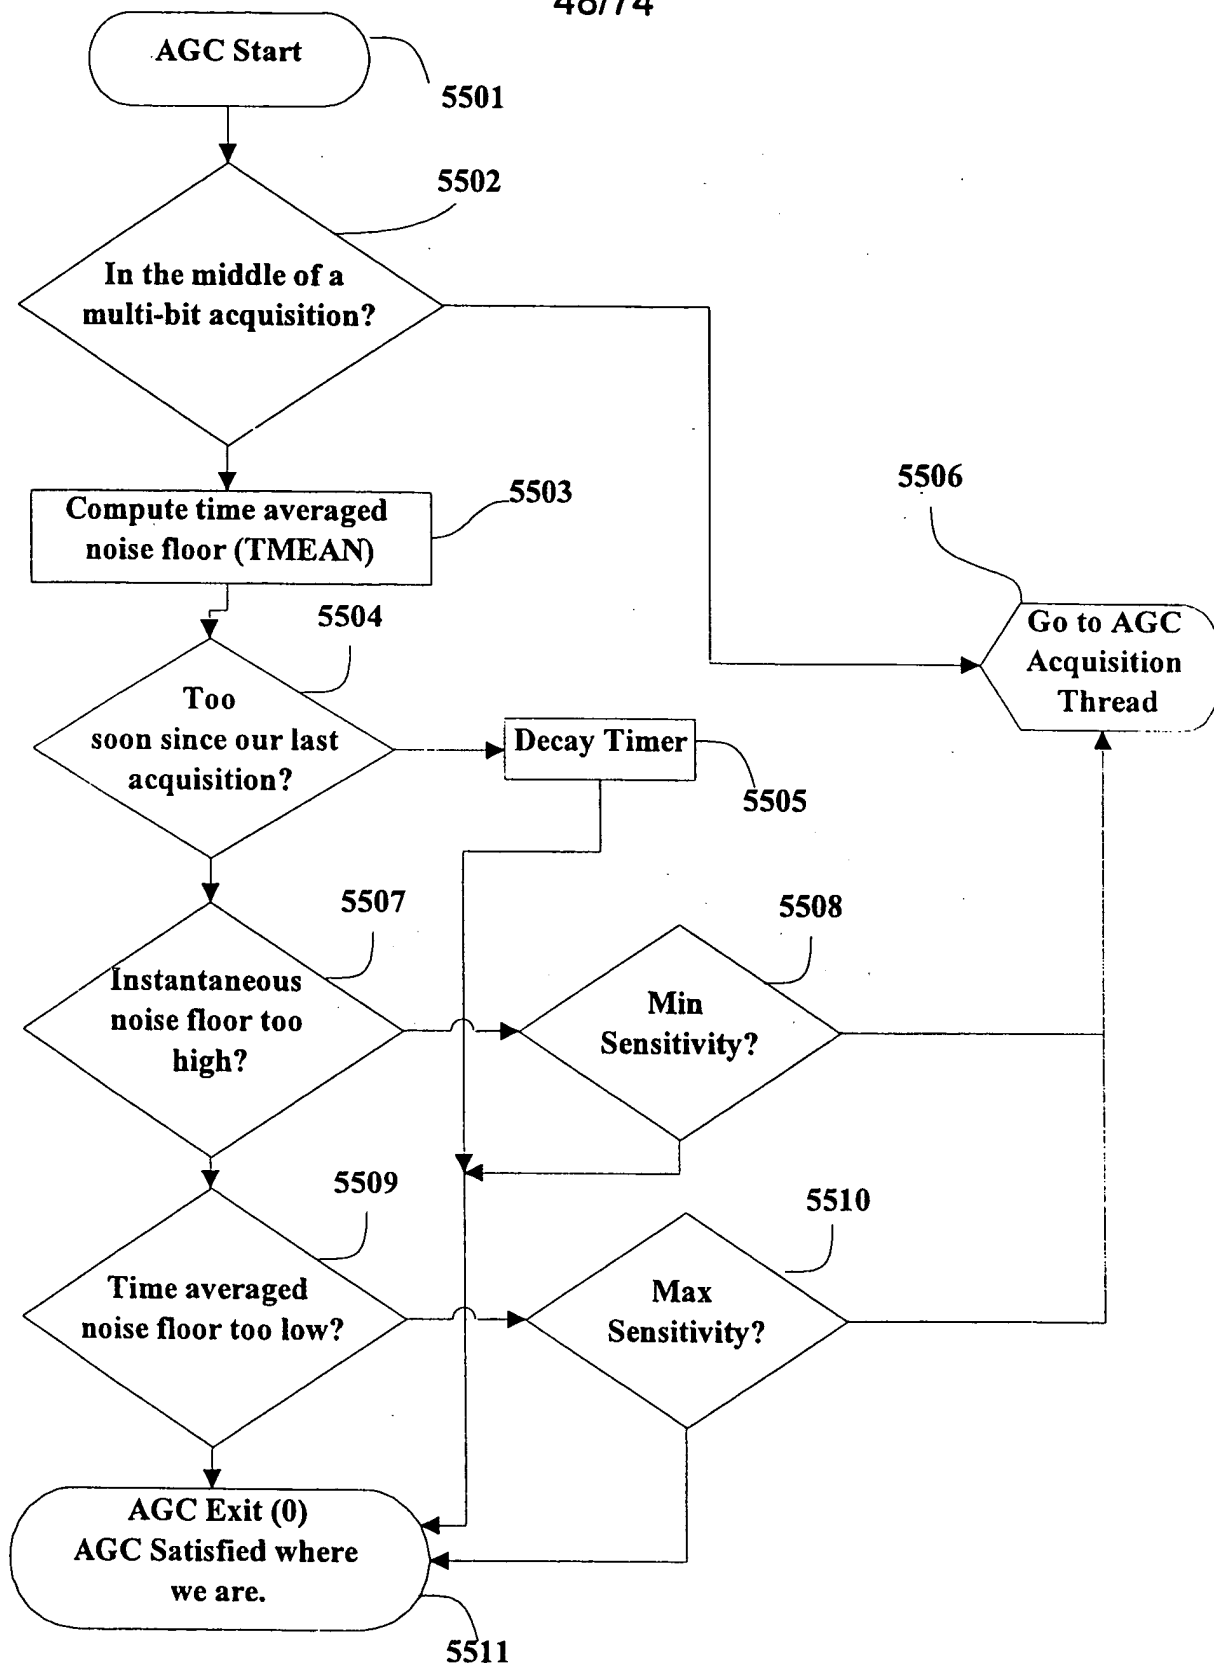 48/74
AGC Start
5501
5502
In the middle of a
multi-bit acquisition?
5503
Compute time averaged
noise floor (TMEAN)
5506
Go to AGC
Acquisition
Thread
5504
Too
soon since our last
acquisition?
Decay Timer
5505
5507
Instantaneous
noise floor too
high?
5508
Min
Sensitivity?
5509
Time averaged
noise floor too low?
5510
Max
Sensitivity?
AGC Exit (0)
AGC Satisfied where
we are.
5511